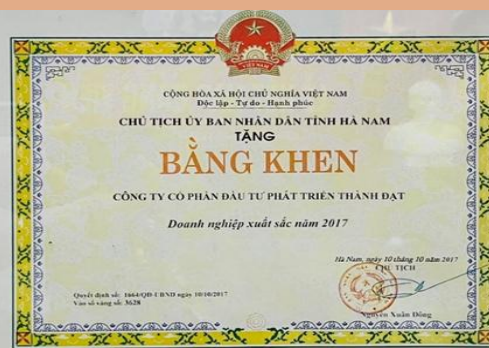 CỘNG HÒA XÃ HỘI CHỦ NGHĨA VIỆT NAM
Độc lập - Tự do - Hạnh phúc
CHỦ TỊCH ỦY BAN NHÂN DÂN TỈNH HÀ NAM
TẶNG
BẰNG KHEN
CÔNG TY CỔ PHẦN ĐẦU TƯ PHÁT TRIỂN THÀNH ĐẠT
Doanh nghiệp xuất sắc năm 2017
Hà Nam, ngày 10 tháng 10 năm 2017
CHỦ TỊCH
Quyết định số: 1664/QĐ-UBND ngày 10/10/2017
Vào sổ vàng số: 3628
Nguyễn Xuân Đông